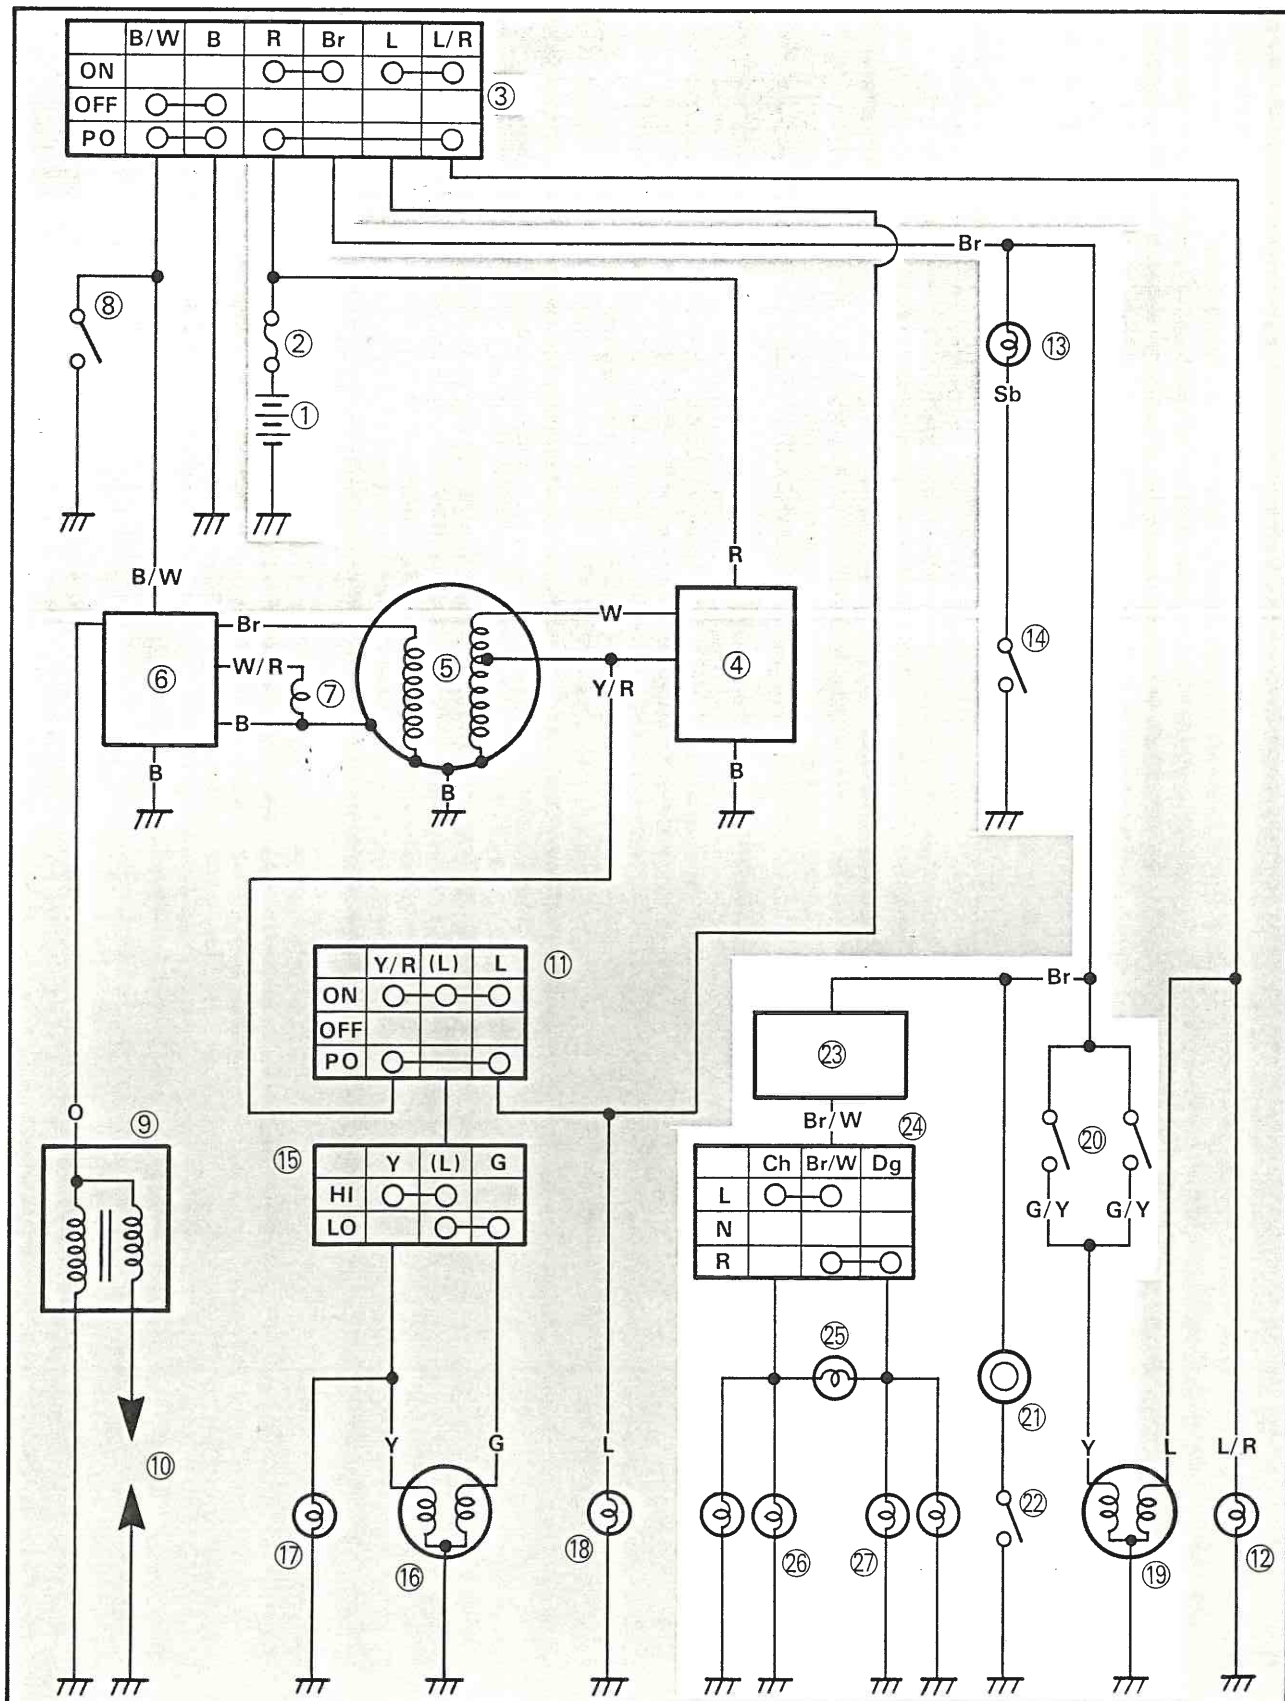 B/W B R Br L L/R
ON
OFF
PO
③
Br
⑧
②
⑬
①
Sb
R
B/W
Br
W
⑭
⑥
W/R
⑦
⑤
Y/R
④
B
B
B
B
Y/R (L) L
⑪
ON
OFF
PO
Br
㉓
O
⑨
Br/W
㉔
⑳
⑮
Y (L) G
HI
LO
Ch Br/W Dg
L
N
R
G/Y G/Y
㉕
㉑
Y
G
L
Y
L
L/R
⑩
㉒
⑰
⑯
⑱
㉖
㉗
⑲
⑫